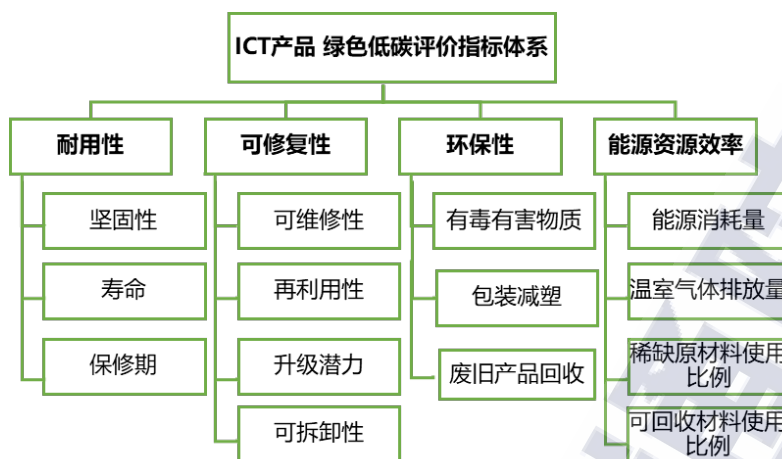 ICT产品 绿色低碳评价指标体系
耐用性
坚固性
寿命
保修期
可修复性
可维修性
再利用性
升级潜力
可拆卸性
环保性
有毒有害物质
包装减塑
废旧产品回收
能源资源效率
能源消耗量
温室气体排放量
稀缺原材料使用
比例
可回收材料使用
比例